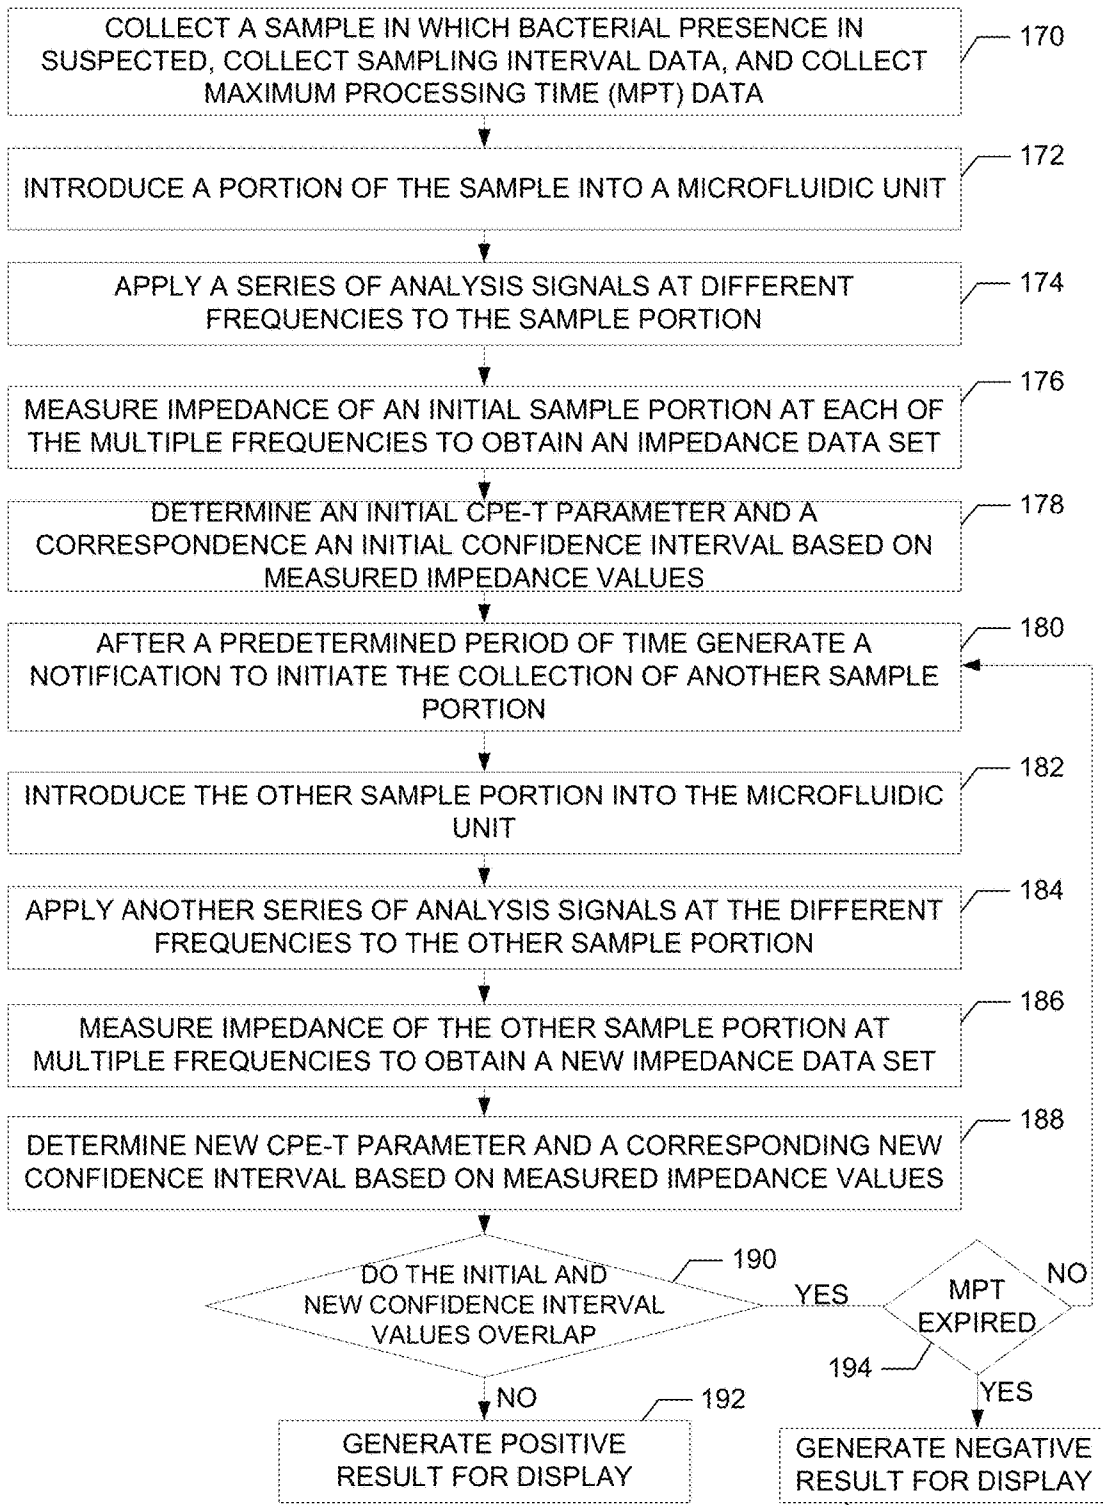 COLLECT A SAMPLE IN WHICH BACTERIAL PRESENCE IN
SUSPECTED, COLLECT SAMPLING INTERVAL DATA, AND COLLECT
MAXIMUM PROCESSING TIME (MPT) DATA
170
INTRODUCE A PORTION OF THE SAMPLE INTO A MICROFLUIDIC UNIT
172
APPLY A SERIES OF ANALYSIS SIGNALS AT DIFFERENT
FREQUENCIES TO THE SAMPLE PORTION
174
MEASURE IMPEDANCE OF AN INITIAL SAMPLE PORTION AT EACH OF
THE MULTIPLE FREQUENCIES TO OBTAIN AN IMPEDANCE DATA SET
176
DETERMINE AN INITIAL CPE-T PARAMETER AND A
CORRESPONDENCE AN INITIAL CONFIDENCE INTERVAL BASED ON
MEASURED IMPEDANCE VALUES
178
AFTER A PREDETERMINED PERIOD OF TIME GENERATE A
NOTIFICATION TO INITIATE THE COLLECTION OF ANOTHER SAMPLE
PORTION
180
INTRODUCE THE OTHER SAMPLE PORTION INTO THE MICROFLUIDIC
UNIT
182
APPLY ANOTHER SERIES OF ANALYSIS SIGNALS AT THE DIFFERENT
FREQUENCIES TO THE OTHER SAMPLE PORTION
184
MEASURE IMPEDANCE OF THE OTHER SAMPLE PORTION AT
MULTIPLE FREQUENCIES TO OBTAIN A NEW IMPEDANCE DATA SET
186
DETERMINE NEW CPE-T PARAMETER AND A CORRESPONDING NEW
CONFIDENCE INTERVAL BASED ON MEASURED IMPEDANCE VALUES
188
DO THE INITIAL AND
NEW CONFIDENCE INTERVAL
VALUES OVERLAP
190
YES
MPT
EXPIRED
NO
194
NO
YES
192
GENERATE POSITIVE
RESULT FOR DISPLAY
GENERATE NEGATIVE
RESULT FOR DISPLAY